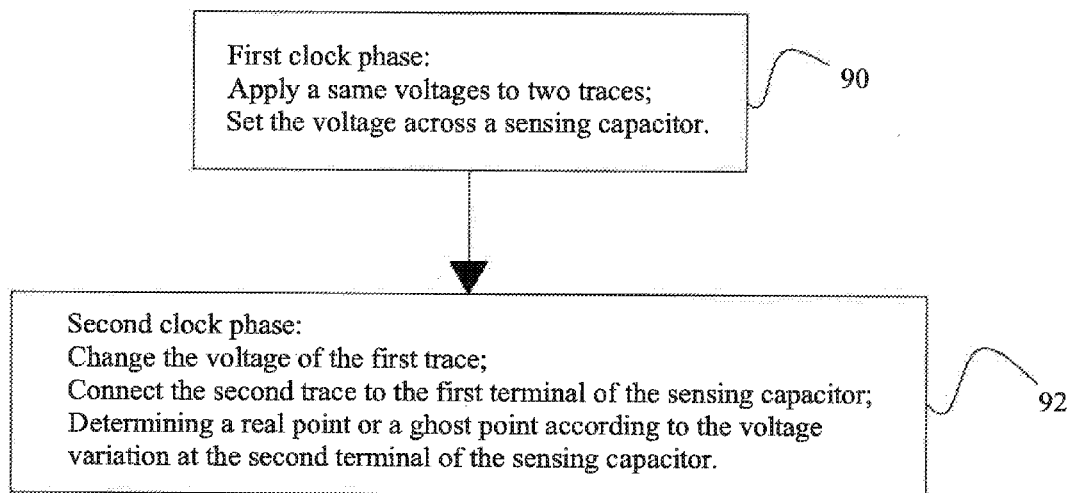 First clock phase:
Apply a same voltages to two traces;
Set the voltage across a sensing capacitor.
90
Second clock phase:
Change the voltage of the first trace;
Connect the second trace to the first terminal of the sensing capacitor;
Determining a real point or a ghost point according to the voltage
variation at the second terminal of the sensing capacitor.
92